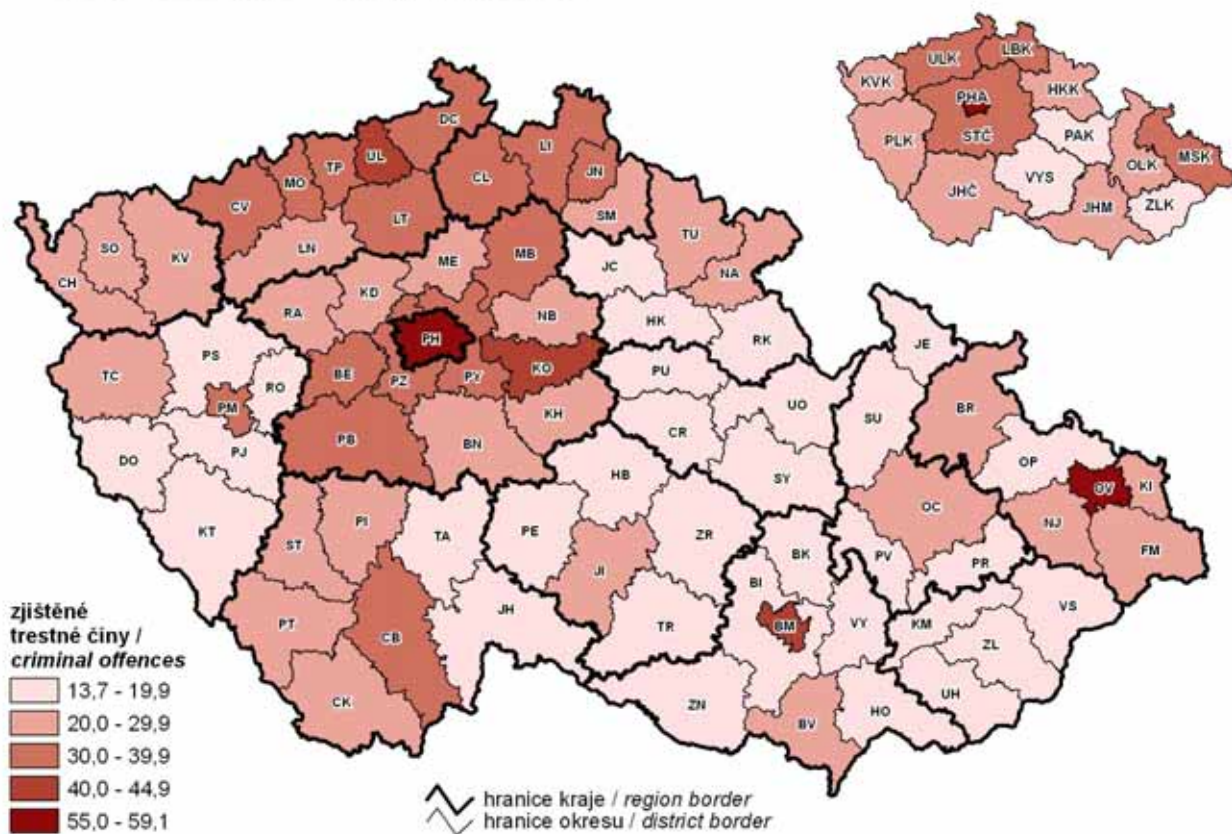 DC
UL
LI
TP
MO
CL
JN
CV
LT
SM
LN
TU
SO
KV
ME
MB
JC
CH
KD
NA
RA
NB
HK
PH
RK
JE
PS
KO
TC
RO
BE
PZ
PY
PU
PM
KH
UO
BR
SU
PB
BN
CR
DO
PJ
HB
SY
OP
OV
KI
OC
NJ
KT
ST
PI
TA
PE
ZR
FM
BK
PV
PR
JI
BI
VS
PT
CB
JH
TR
BM
VY
KM
ZL
CK
ZN
BV
HO
UH
ULK
LBK
KVK
HKK
PHA
STČ
PAK
PLK
OLK
MSK
VYS
JHČ
JHM
ZLK
zjištěné
trestné činy /
criminal offences
13,7 - 19,9
20,0 - 29,9
30,0 - 39,9
40,0 - 44,9
55,0 - 59,1
hranice kraje / region border
hranice okresu / district border